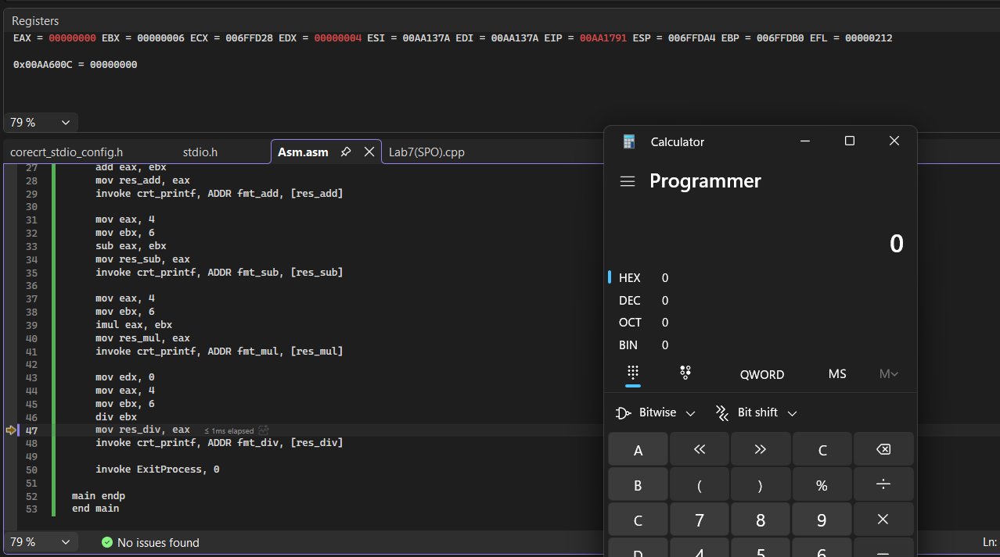 Registers
EAX = 00000000 EBX = 00000006 ECX = 006FFD28 EDX = 00000004 ESI = 00AA137A EDI = 00AA137A EIP = 00AA1791 ESP = 006FFDA4 EBP = 006FFDB0 EFL = 00000212
0x00AA600C = 00000000
79 %
corecrt_stdio_config.h stdio.h Asm.asm Lab7(SPO).cpp
27 add eax, ebx
28 mov res_add, eax
29 invoke crt_printf, ADDR fmt_add, [res_add]
30
31 mov eax, 4
32 mov ebx, 6
33 sub eax, ebx
34 mov res_sub, eax
35 invoke crt_printf, ADDR fmt_sub, [res_sub]
36
37 mov eax, 4
38 mov ebx, 6
39 imul eax, ebx
40 mov res_mul, eax
41 invoke crt_printf, ADDR fmt_mul, [res_mul]
42
43 mov edx, 0
44 mov eax, 4
45 mov ebx, 6
46 div ebx
47 mov res_div, eax ≤ 1ms elapsed
48 invoke crt_printf, ADDR fmt_div, [res_div]
49
50 invoke ExitProcess, 0
51
52 main endp
53 end main
79 % No issues found Ln:
Calculator
Programmer
0
HEX 0
DEC 0
OCT 0
BIN 0
QWORD MS M
Bitwise Bit shift
A << >> C
B ( ) % ÷
C 7 8 9 ×
D 4 5 6 −